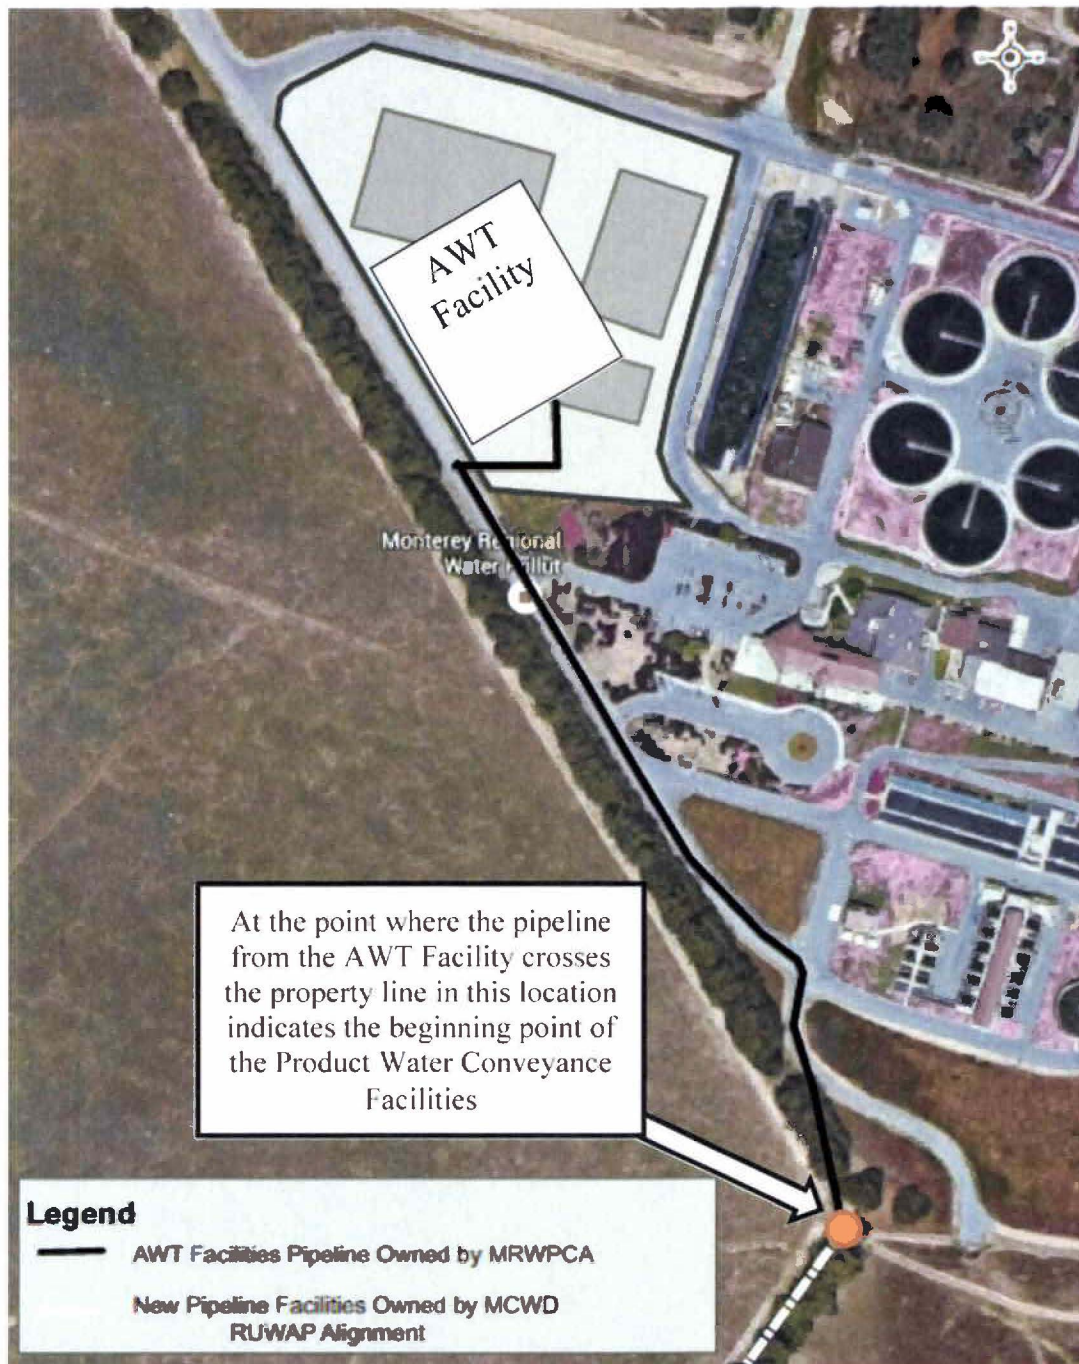 AWT
Facility
Monterey Regional
Water
At the point where the pipeline
from the AWT Facility crosses
the property line in this location
indicates the beginning point of
the Product Water Conveyance
Facilities
Legend
AWT Facilities Pipeline Owned by MRWPCA
New Pipeline Facilities Owned by MCWD
RUWAP Alignment